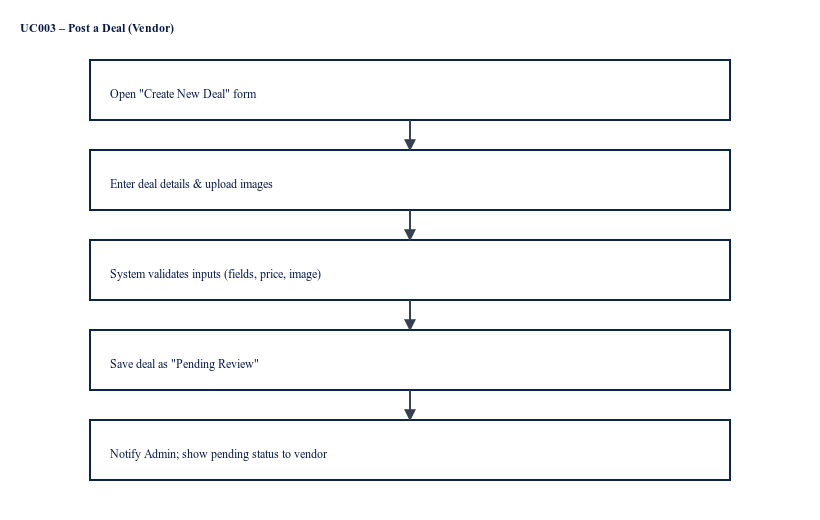 UC003 – Post a Deal (Vendor)
Open "Create New Deal" form
Enter deal details & upload images
System validates inputs (fields, price, image)
Save deal as "Pending Review"
Notify Admin; show pending status to vendor